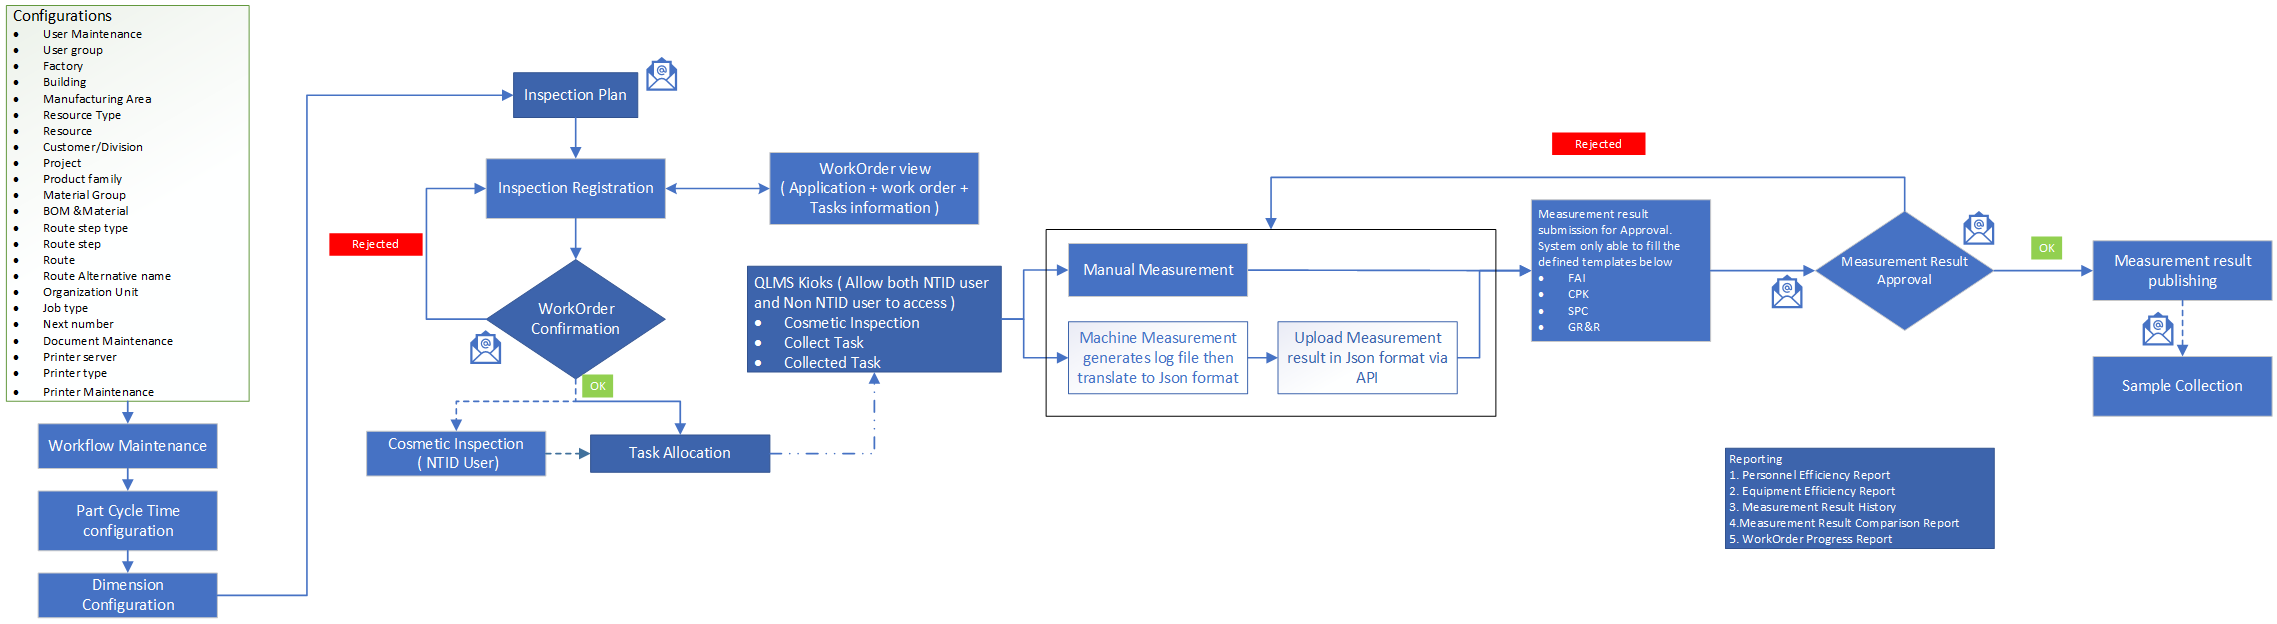 Configurations
• User Maintenance
• User group
• Factory
• Building
• Manufacturing Area
• Resource Type
• Resource
• Customer/Division
• Project
• Product family
• Material Group
• BOM &Material
• Route step type
• Route step
• Route
• Route Alternative name
• Organization Unit
• Job type
• Next number
• Document Maintenance
• Printer server
• Printer type
• Printer Maintenance
Workflow Maintenance
Part Cycle Time
configuration
Dimension
Configuration
Inspection Plan
Inspection Registration
WorkOrder view
( Application + work order +
Tasks information )
Rejected
WorkOrder
Confirmation
OK
Cosmetic Inspection
( NTID User)
Task Allocation
QLMS Kioks ( Allow both NTID user
and Non NTID user to access )
• Cosmetic Inspection
• Collect Task
• Collected Task
Manual Measurement
Machine Measurement
generates log file then
translate to Json format
Upload Measurement
result in Json format via
API
Rejected
Measurement result
submission for Approval.
System only able to fill the
defined templates below
• FAI
• CPK
• SPC
• GR&R
Measurement Result
Approval
OK
Measurement result
publishing
Sample Collection
Reporting
1. Personnel Efficiency Report
2. Equipment Efficiency Report
3. Measurement Result History
4.Measurement Result Comparison Report
5. WorkOrder Progress Report